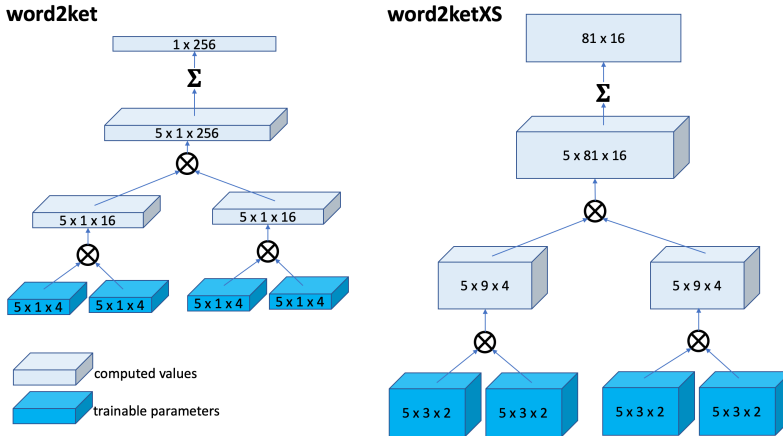 word2ket
1 x 256
Σ
5 x 1 x 256
5 x 1 x 16
5 x 1 x 16
5 x 1 x 4
5 x 1 x 4
5 x 1 x 4
5 x 1 x 4
computed values
trainable parameters
word2ketXS
81 x 16
Σ
5 x 81 x 16
5 x 9 x 4
5 x 9 x 4
5 x 3 x 2
5 x 3 x 2
5 x 3 x 2
5 x 3 x 2